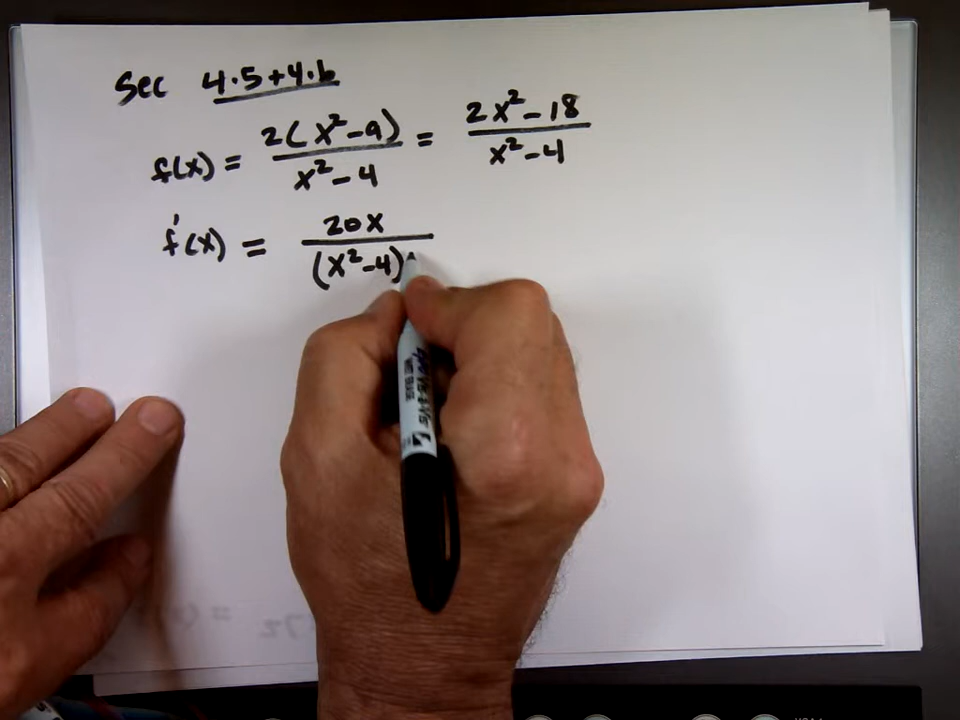 Sec 4.5+4.6
f(x) = 2(x²-9)/x²-4 = 2x²-18/x²-4
f'(x) = 20x/(x²-4)